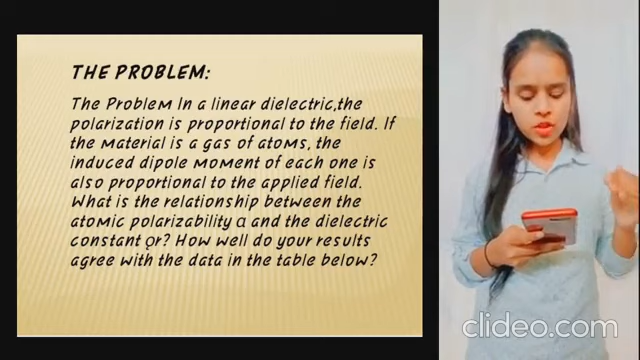 THE PROBLEM:
The Problem In a linear dielectric,the
polarization is proportional to the field. If
the material is a gas of atoms, the
induced dipole moment of each one is
also proportional to the applied field.
What is the relationship between the
atomic polarizability α and the dielectric
constant ƍr? How well do your results
agree with the data in the table below?
clideo.com